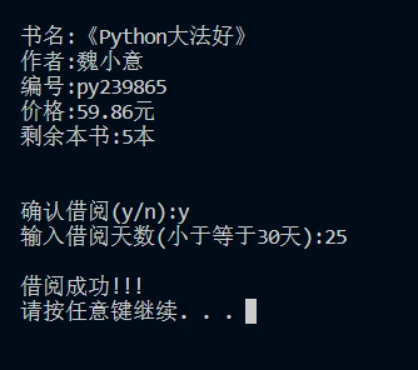 书名:《Python大法好》
作者:魏小意
编号:py239865
价格:59.86元
剩余本书:5本
确认借阅(y/n):y
输入借阅天数(小于等于30天):25
借阅成功!!!
请按任意键继续. . .